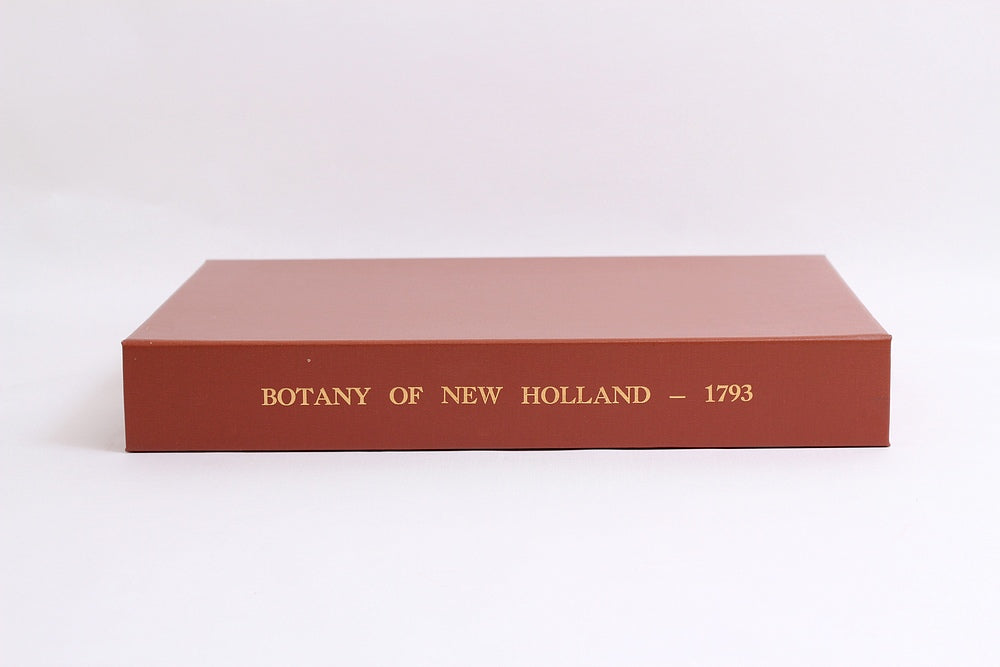 BOTANY OF NEW HOLLAND – 1793